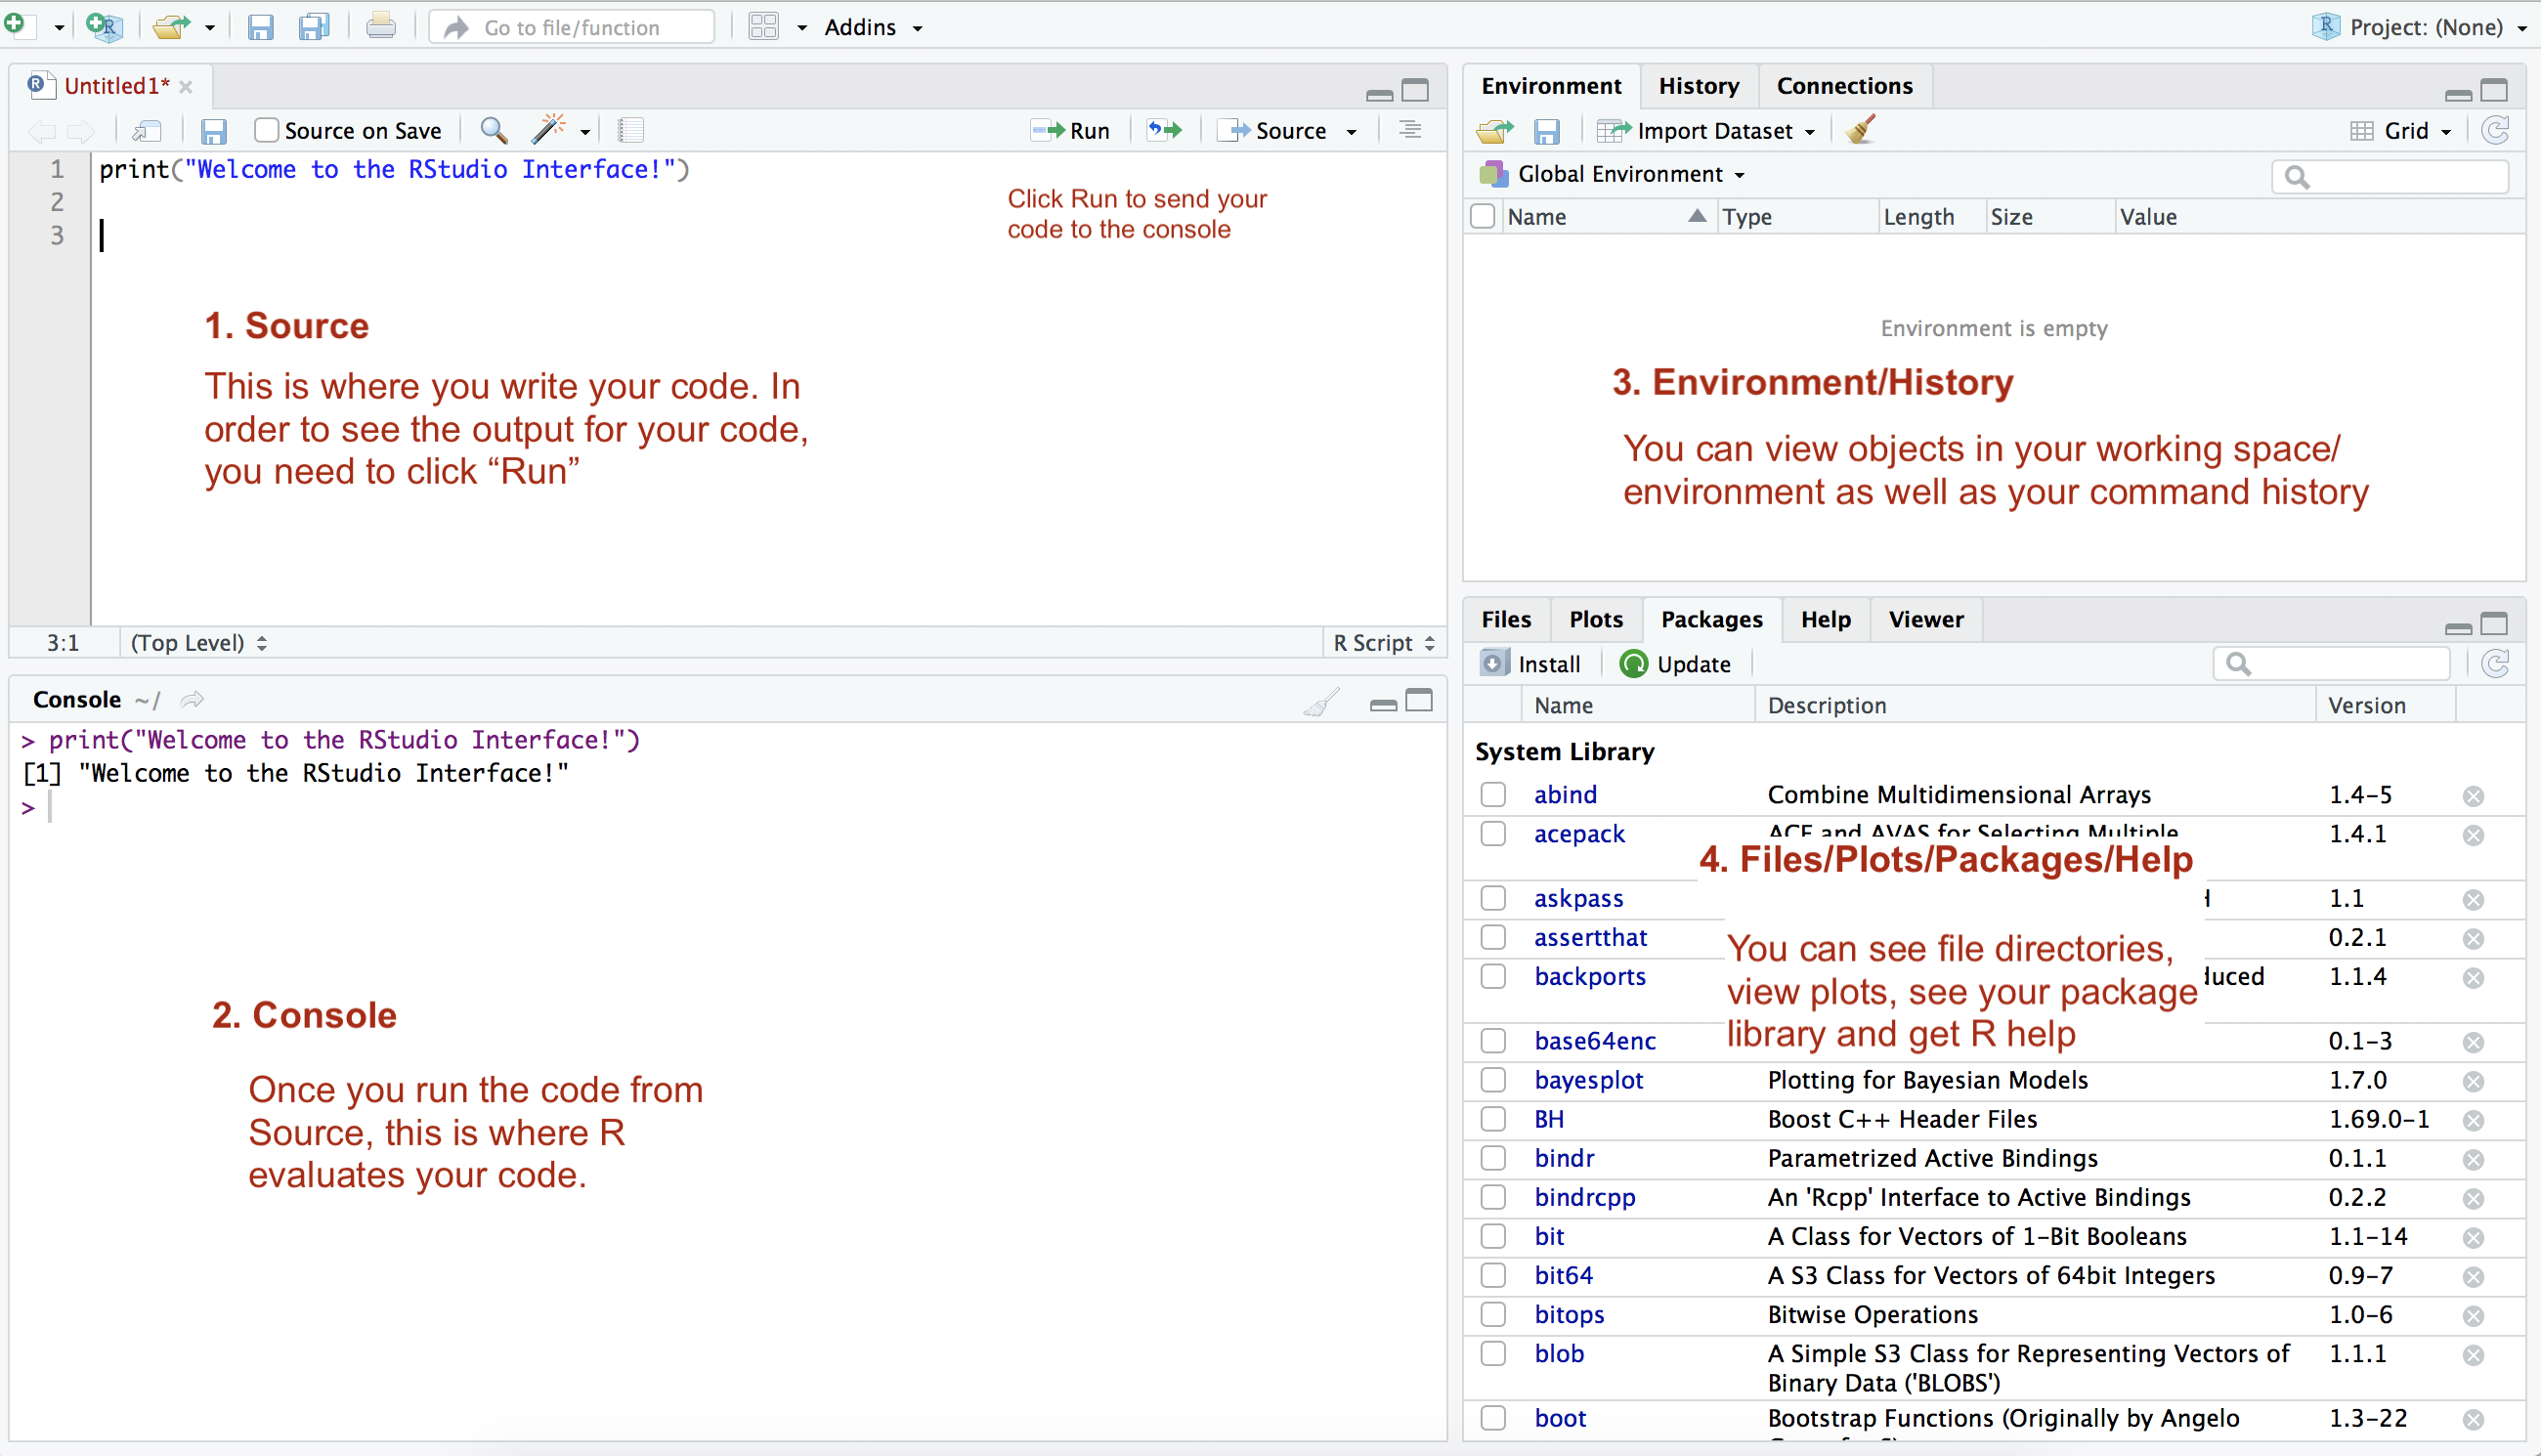 Go to file/function
Addins
Project: (None)
Untitled1*
Source on Save
Run
Source
1 print("Welcome to the RStudio Interface!")
2
3
Click Run to send your
code to the console
1. Source
This is where you write your code. In
order to see the output for your code,
you need to click “Run”
3:1
(Top Level)
R Script
Console ~/
> print("Welcome to the RStudio Interface!")
[1] "Welcome to the RStudio Interface!"
>
2. Console
Once you run the code from
Source, this is where R
evaluates your code.
Environment History Connections
Import Dataset
Grid
Global Environment
Name Type Length Size Value
Environment is empty
3. Environment/History
You can view objects in your working space/
environment as well as your command history
Files Plots Packages Help Viewer
Install Update
Name Description Version
System Library
abind Combine Multidimensional Arrays 1.4-5
acepack ACE and AVAS for Selecting Multiple 1.4.1
4. Files/Plots/Packages/Help
askpass 1.1
assertthat 0.2.1
You can see file directories,
backports 1.1.4
view plots, see your package
library and get R help
base64enc 0.1-3
bayesplot Plotting for Bayesian Models 1.7.0
BH Boost C++ Header Files 1.69.0-1
bindr Parametrized Active Bindings 0.1.1
bindrcpp An 'Rcpp' Interface to Active Bindings 0.2.2
bit A Class for Vectors of 1-Bit Booleans 1.1-14
bit64 A S3 Class for Vectors of 64bit Integers 0.9-7
bitops Bitwise Operations 1.0-6
blob A Simple S3 Class for Representing Vectors of 1.1.1
Binary Data ('BLOBS')
boot Bootstrap Functions (Originally by Angelo 1.3-22